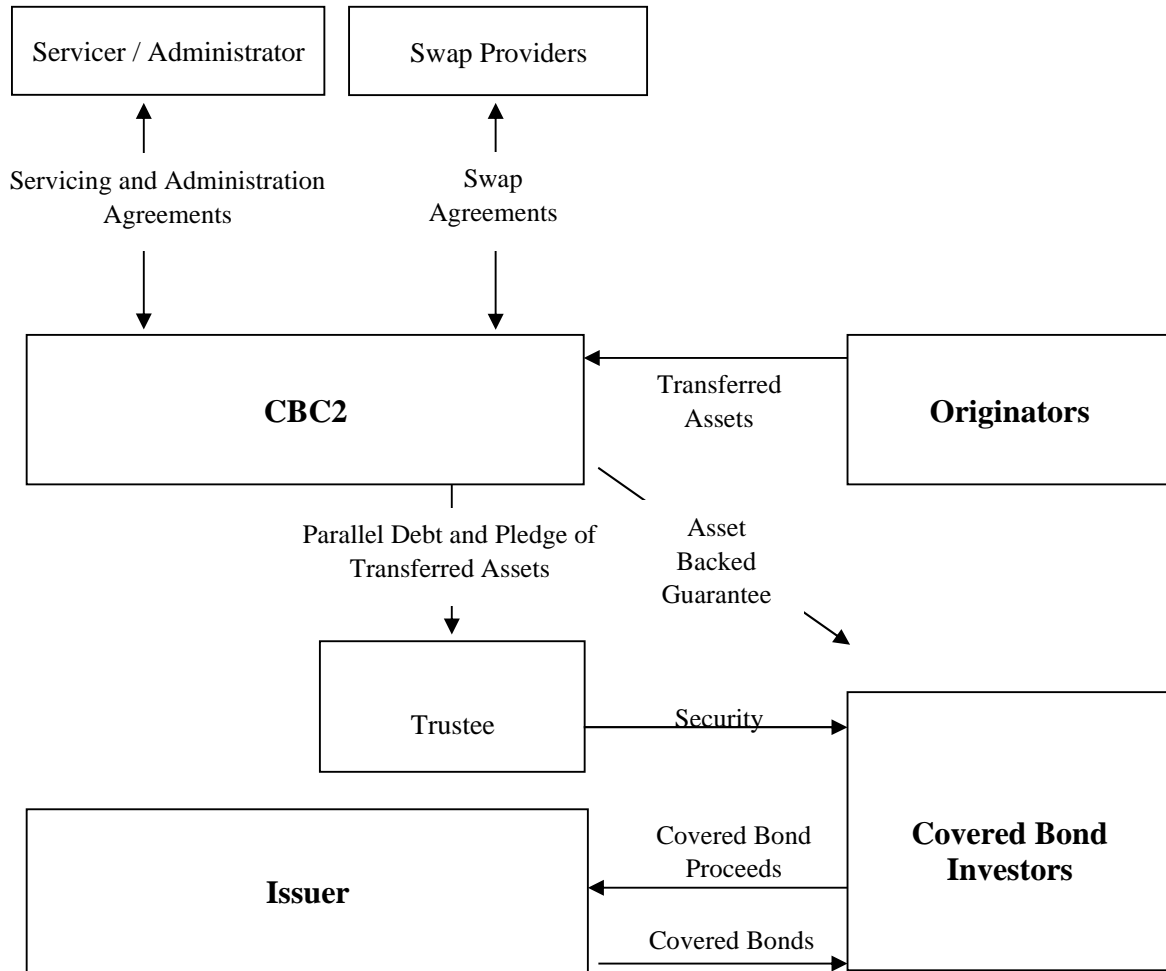 Servicer / Administrator
Swap Providers
Servicing and Administration
Agreements
Swap
Agreements
CBC2
Transferred
Assets
Originators
Parallel Debt and Pledge of
Transferred Assets
Asset
Backed
Guarantee
Trustee
Security
Covered Bond
Proceeds
Covered Bond
Investors
Issuer
Covered Bonds